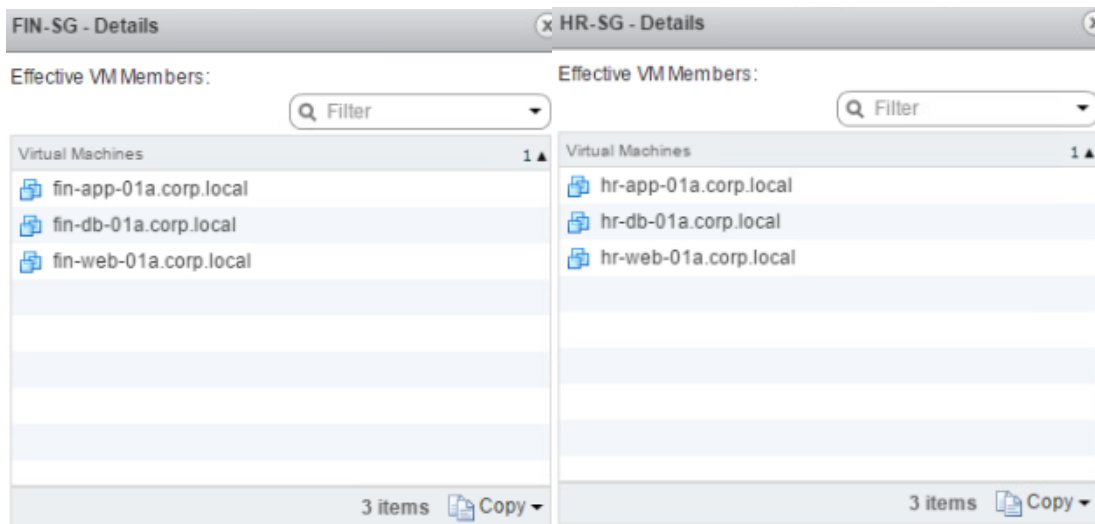 FIN-SG - Details
Effective VM Members:
Filter
Virtual Machines 1
fin-app-01a.corp.local
fin-db-01a.corp.local
fin-web-01a.corp.local
3 items Copy
HR-SG - Details
Effective VM Members:
Filter
Virtual Machines 1
hr-app-01a.corp.local
hr-db-01a.corp.local
hr-web-01a.corp.local
3 items Copy